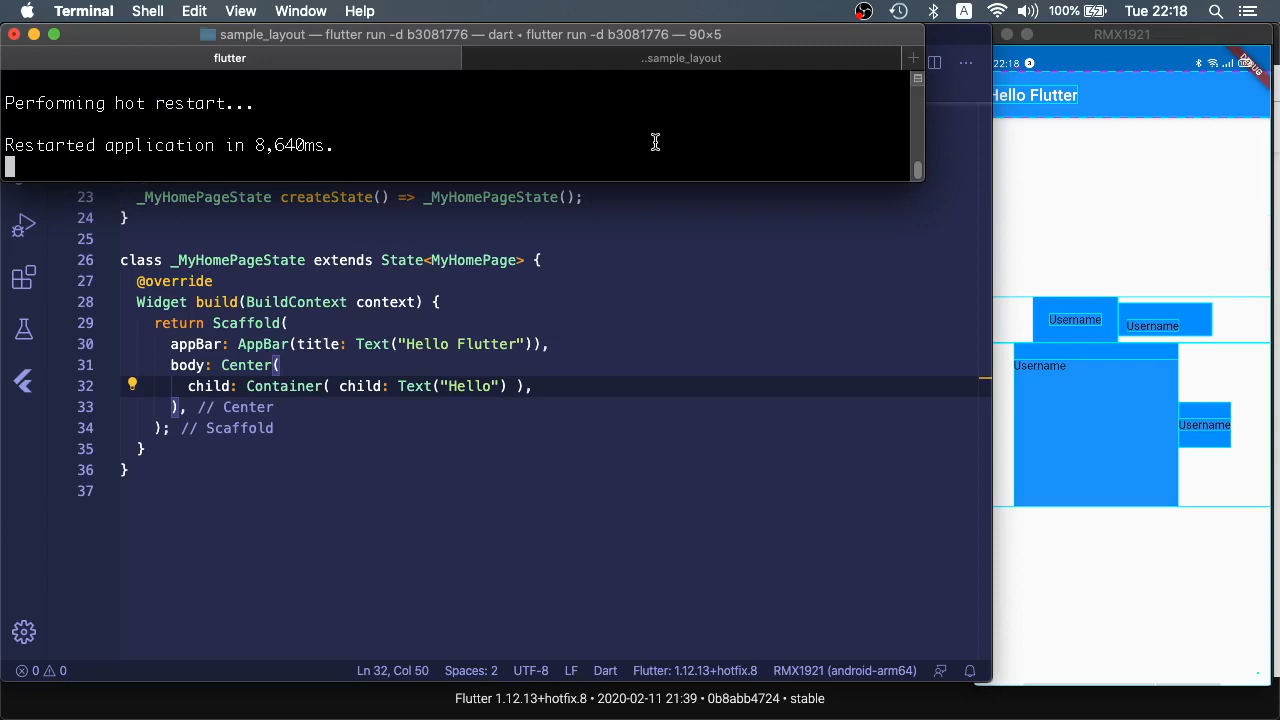 Terminal Shell Edit View Window Help
A 100% Tue 22:18
sample_layout — flutter run -d b3081776 — dart ◂ flutter run -d b3081776 — 90×5
RMX1921
flutter
..sample_layout
22:18 3
DEBUG
Hello Flutter
Performing hot restart...
Restarted application in 8,640ms.
23 _MyHomePageState createState() => _MyHomePageState();
24 }
25
26 class _MyHomePageState extends State<MyHomePage> {
27 @override
28 Widget build(BuildContext context) {
29 return Scaffold(
30 appBar: AppBar(title: Text("Hello Flutter")),
31 body: Center(
32 child: Container( child: Text("Hello") ),
33 ), // Center
34 ); // Scaffold
35 }
36 }
37
Username
Username
Username
Username
0 0
Ln 32, Col 50 Spaces: 2 UTF-8 LF Dart Flutter: 1.12.13+hotfix.8 RMX1921 (android-arm64)
Flutter 1.12.13+hotfix.8 • 2020-02-11 21:39 • 0b8abb4724 • stable